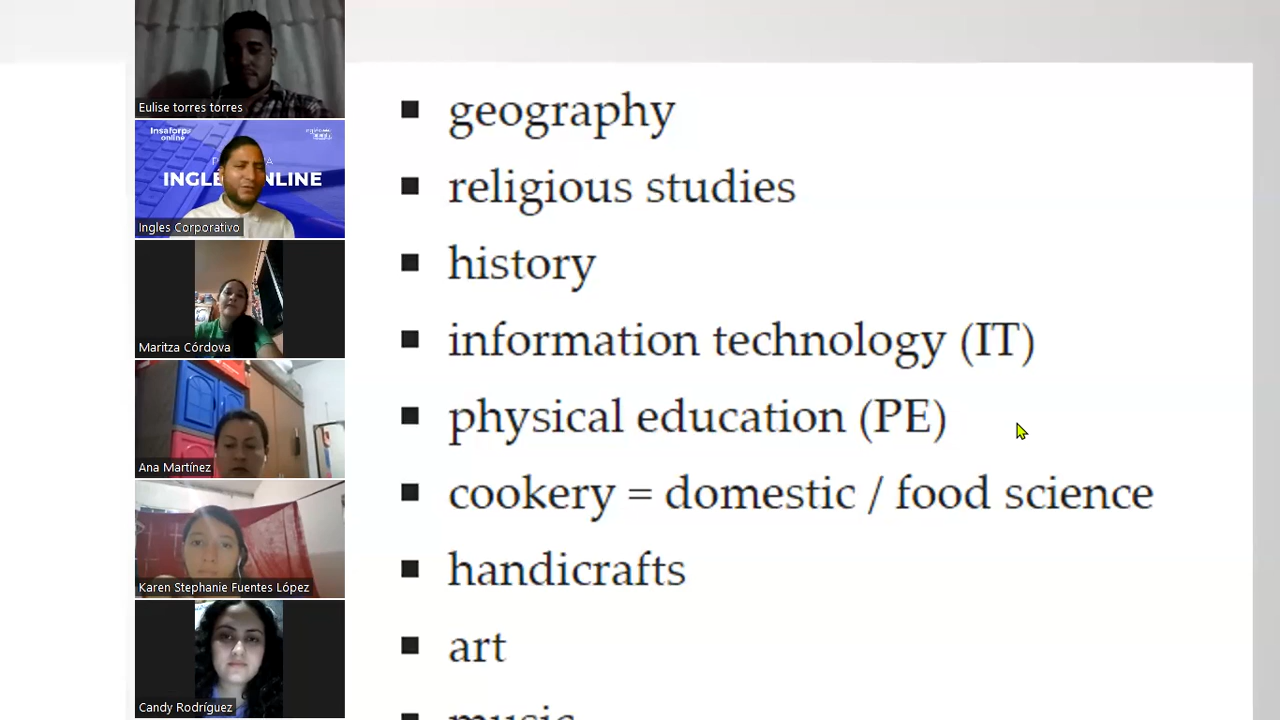 Eulise torres torres
Insaforp
online
INGLÉS ONLINE
Ingles Corporativo
Maritza Córdova
Ana Martínez
Karen Stephanie Fuentes López
Candy Rodríguez
▪ geography
▪ religious studies
▪ history
▪ information technology (IT)
▪ physical education (PE)
▪ cookery = domestic / food science
▪ handicrafts
▪ art
▪ music